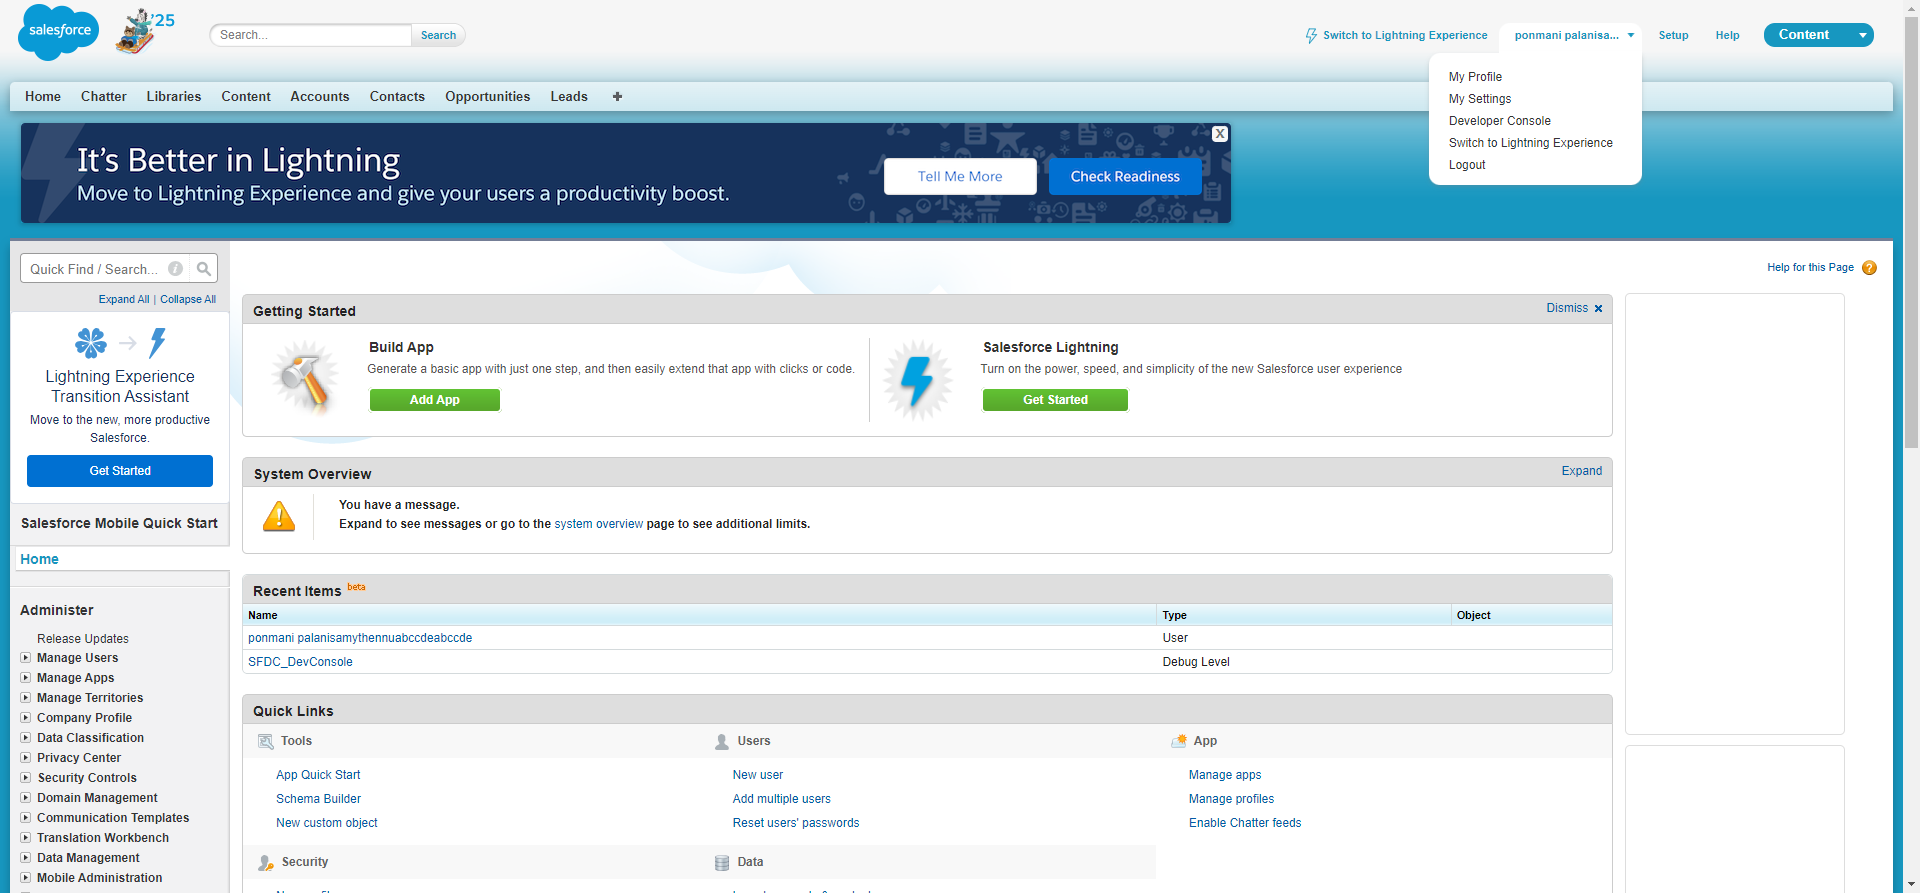 salesforce
'25
Search...
Search
Switch to Lightning Experience
ponmani palanisa...
Setup
Help
Content
My Profile
My Settings
Developer Console
Switch to Lightning Experience
Logout
Home
Chatter
Libraries
Content
Accounts
Contacts
Opportunities
Leads
+
It's Better in Lightning
Move to Lightning Experience and give your users a productivity boost.
Tell Me More
Check Readiness
X
Quick Find / Search...
Expand All | Collapse All
Lightning Experience
Transition Assistant
Move to the new, more productive
Salesforce.
Get Started
Salesforce Mobile Quick Start
Home
Administer
Release Updates
Manage Users
Manage Apps
Manage Territories
Company Profile
Data Classification
Privacy Center
Security Controls
Domain Management
Communication Templates
Translation Workbench
Data Management
Mobile Administration
Help for this Page
Getting Started
Dismiss
Build App
Generate a basic app with just one step, and then easily extend that app with clicks or code.
Add App
Salesforce Lightning
Turn on the power, speed, and simplicity of the new Salesforce user experience
Get Started
System Overview
Expand
You have a message.
Expand to see messages or go to the system overview page to see additional limits.
Recent Items beta
Name
Type
Object
ponmani palanisamythennuabccdeabccde
User
SFDC_DevConsole
Debug Level
Quick Links
Tools
App Quick Start
Schema Builder
New custom object
Users
New user
Add multiple users
Reset users' passwords
App
Manage apps
Manage profiles
Enable Chatter feeds
Security
Data